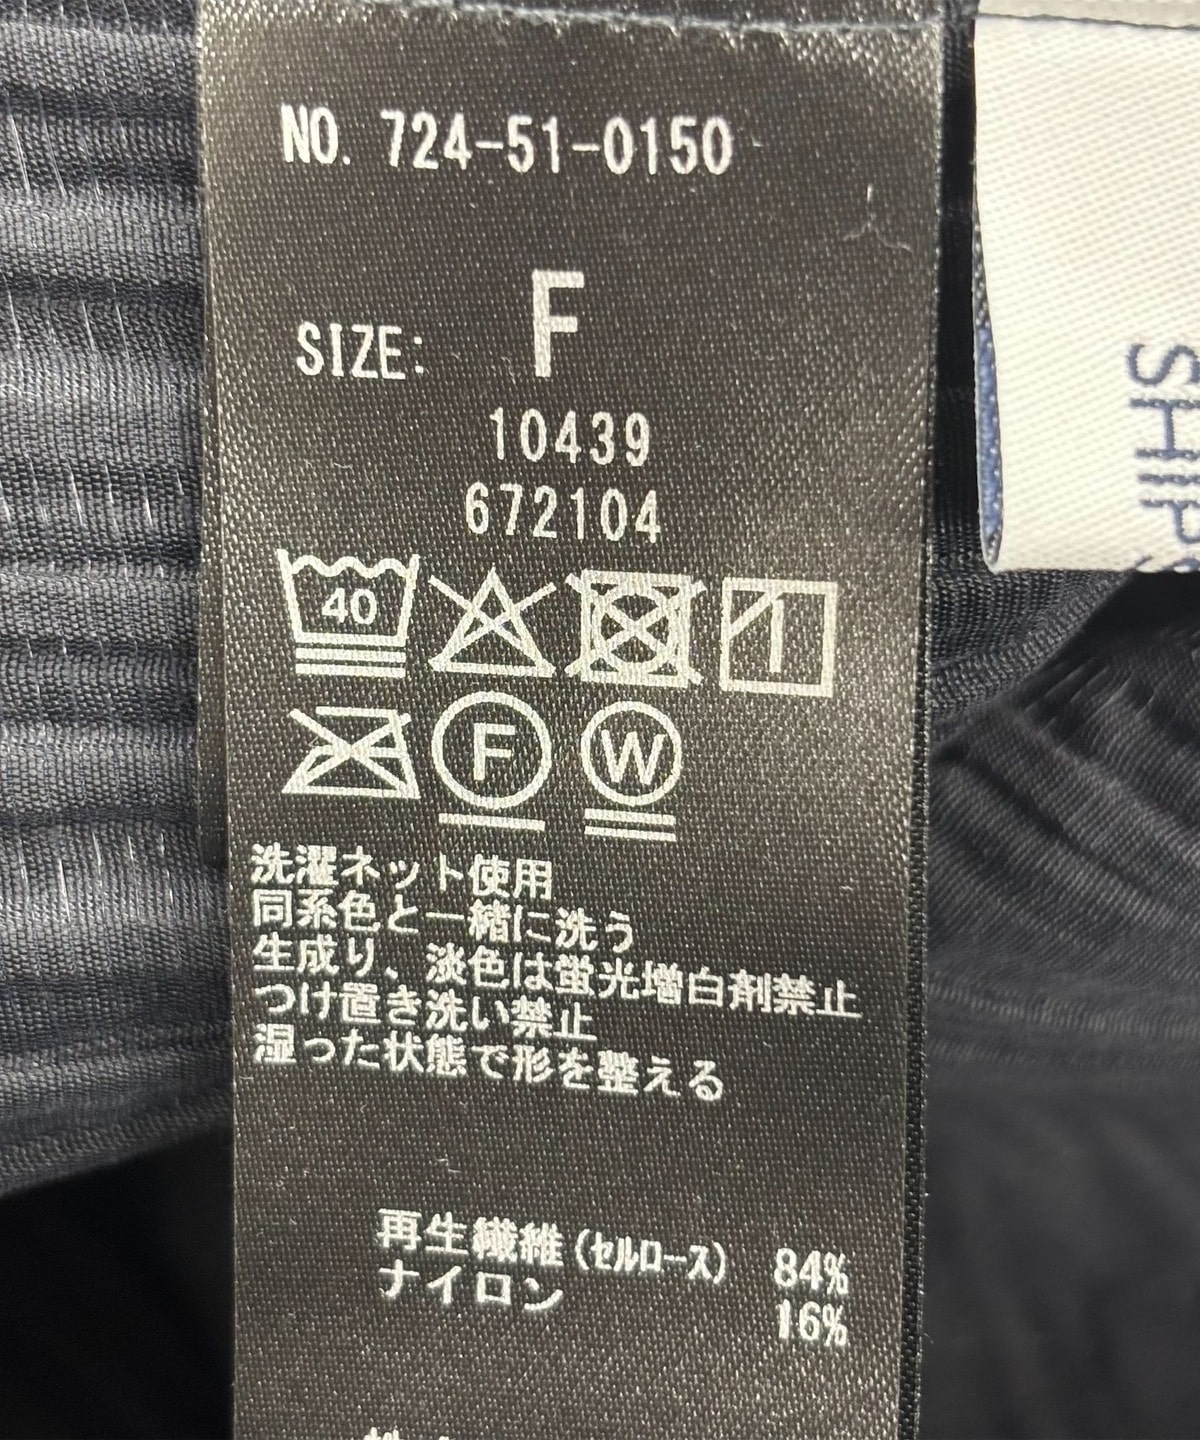 NO. 724-51-0150
SIZE: F
10439
672104
40
F W
洗濯ネット使用
同系色と一緒に洗う
生成り、淡色は蛍光増白剤禁止
つけ置き洗い禁止
湿った状態で形を整える
再生繊維(セルロース) 84%
ナイロン 16%
SHIPS